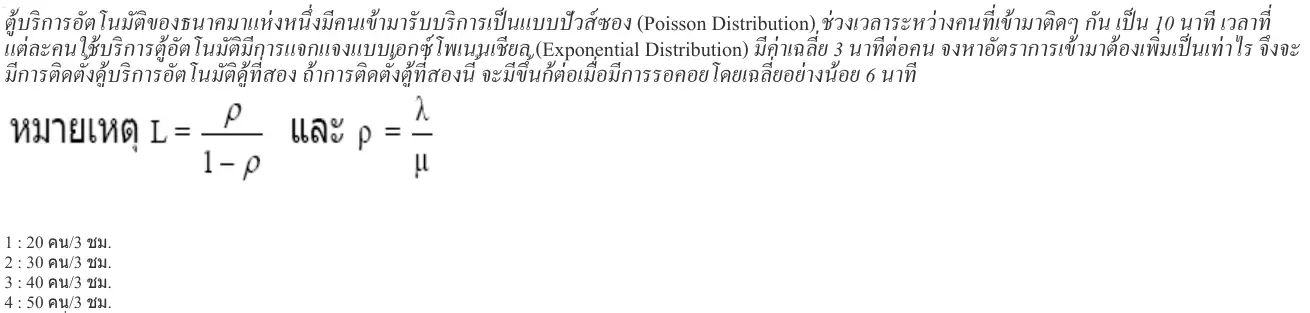 ตู้บริการอัตโนมัติของธนาคมาแห่งหนึ่งมีคนเข้ามารับบริการเป็นแบบปัวส์ซอง (Poisson Distribution) ช่วงเวลาระหว่างคนที่เข้ามาติดๆ กัน เป็น 10 นาที เวลาที่
แต่ละคนใช้บริการตู้อัตโนมัติมีการแจกแจงแบบเอกซ์โพเนนเชียล (Exponential Distribution) มีค่าเฉลี่ย 3 นาทีต่อคน จงหาอัตราการเข้ามาต้องเพิ่มเป็นเท่าไร จึงจะ
มีการติดตั้งตู้บริการอัตโนมัติตู้ที่สอง ถ้าการติดตั้งตู้ที่สองนี้ จะมีขึ้นก้ต่อเมื่อมีการรอคอยโดยเฉลี่ยอย่างน้อย 6 นาที
หมายเหตุ L = ρ / 1 − ρ และ ρ = λ / μ
1 : 20 คน/3 ชม.
2 : 30 คน/3 ชม.
3 : 40 คน/3 ชม.
4 : 50 คน/3 ชม.